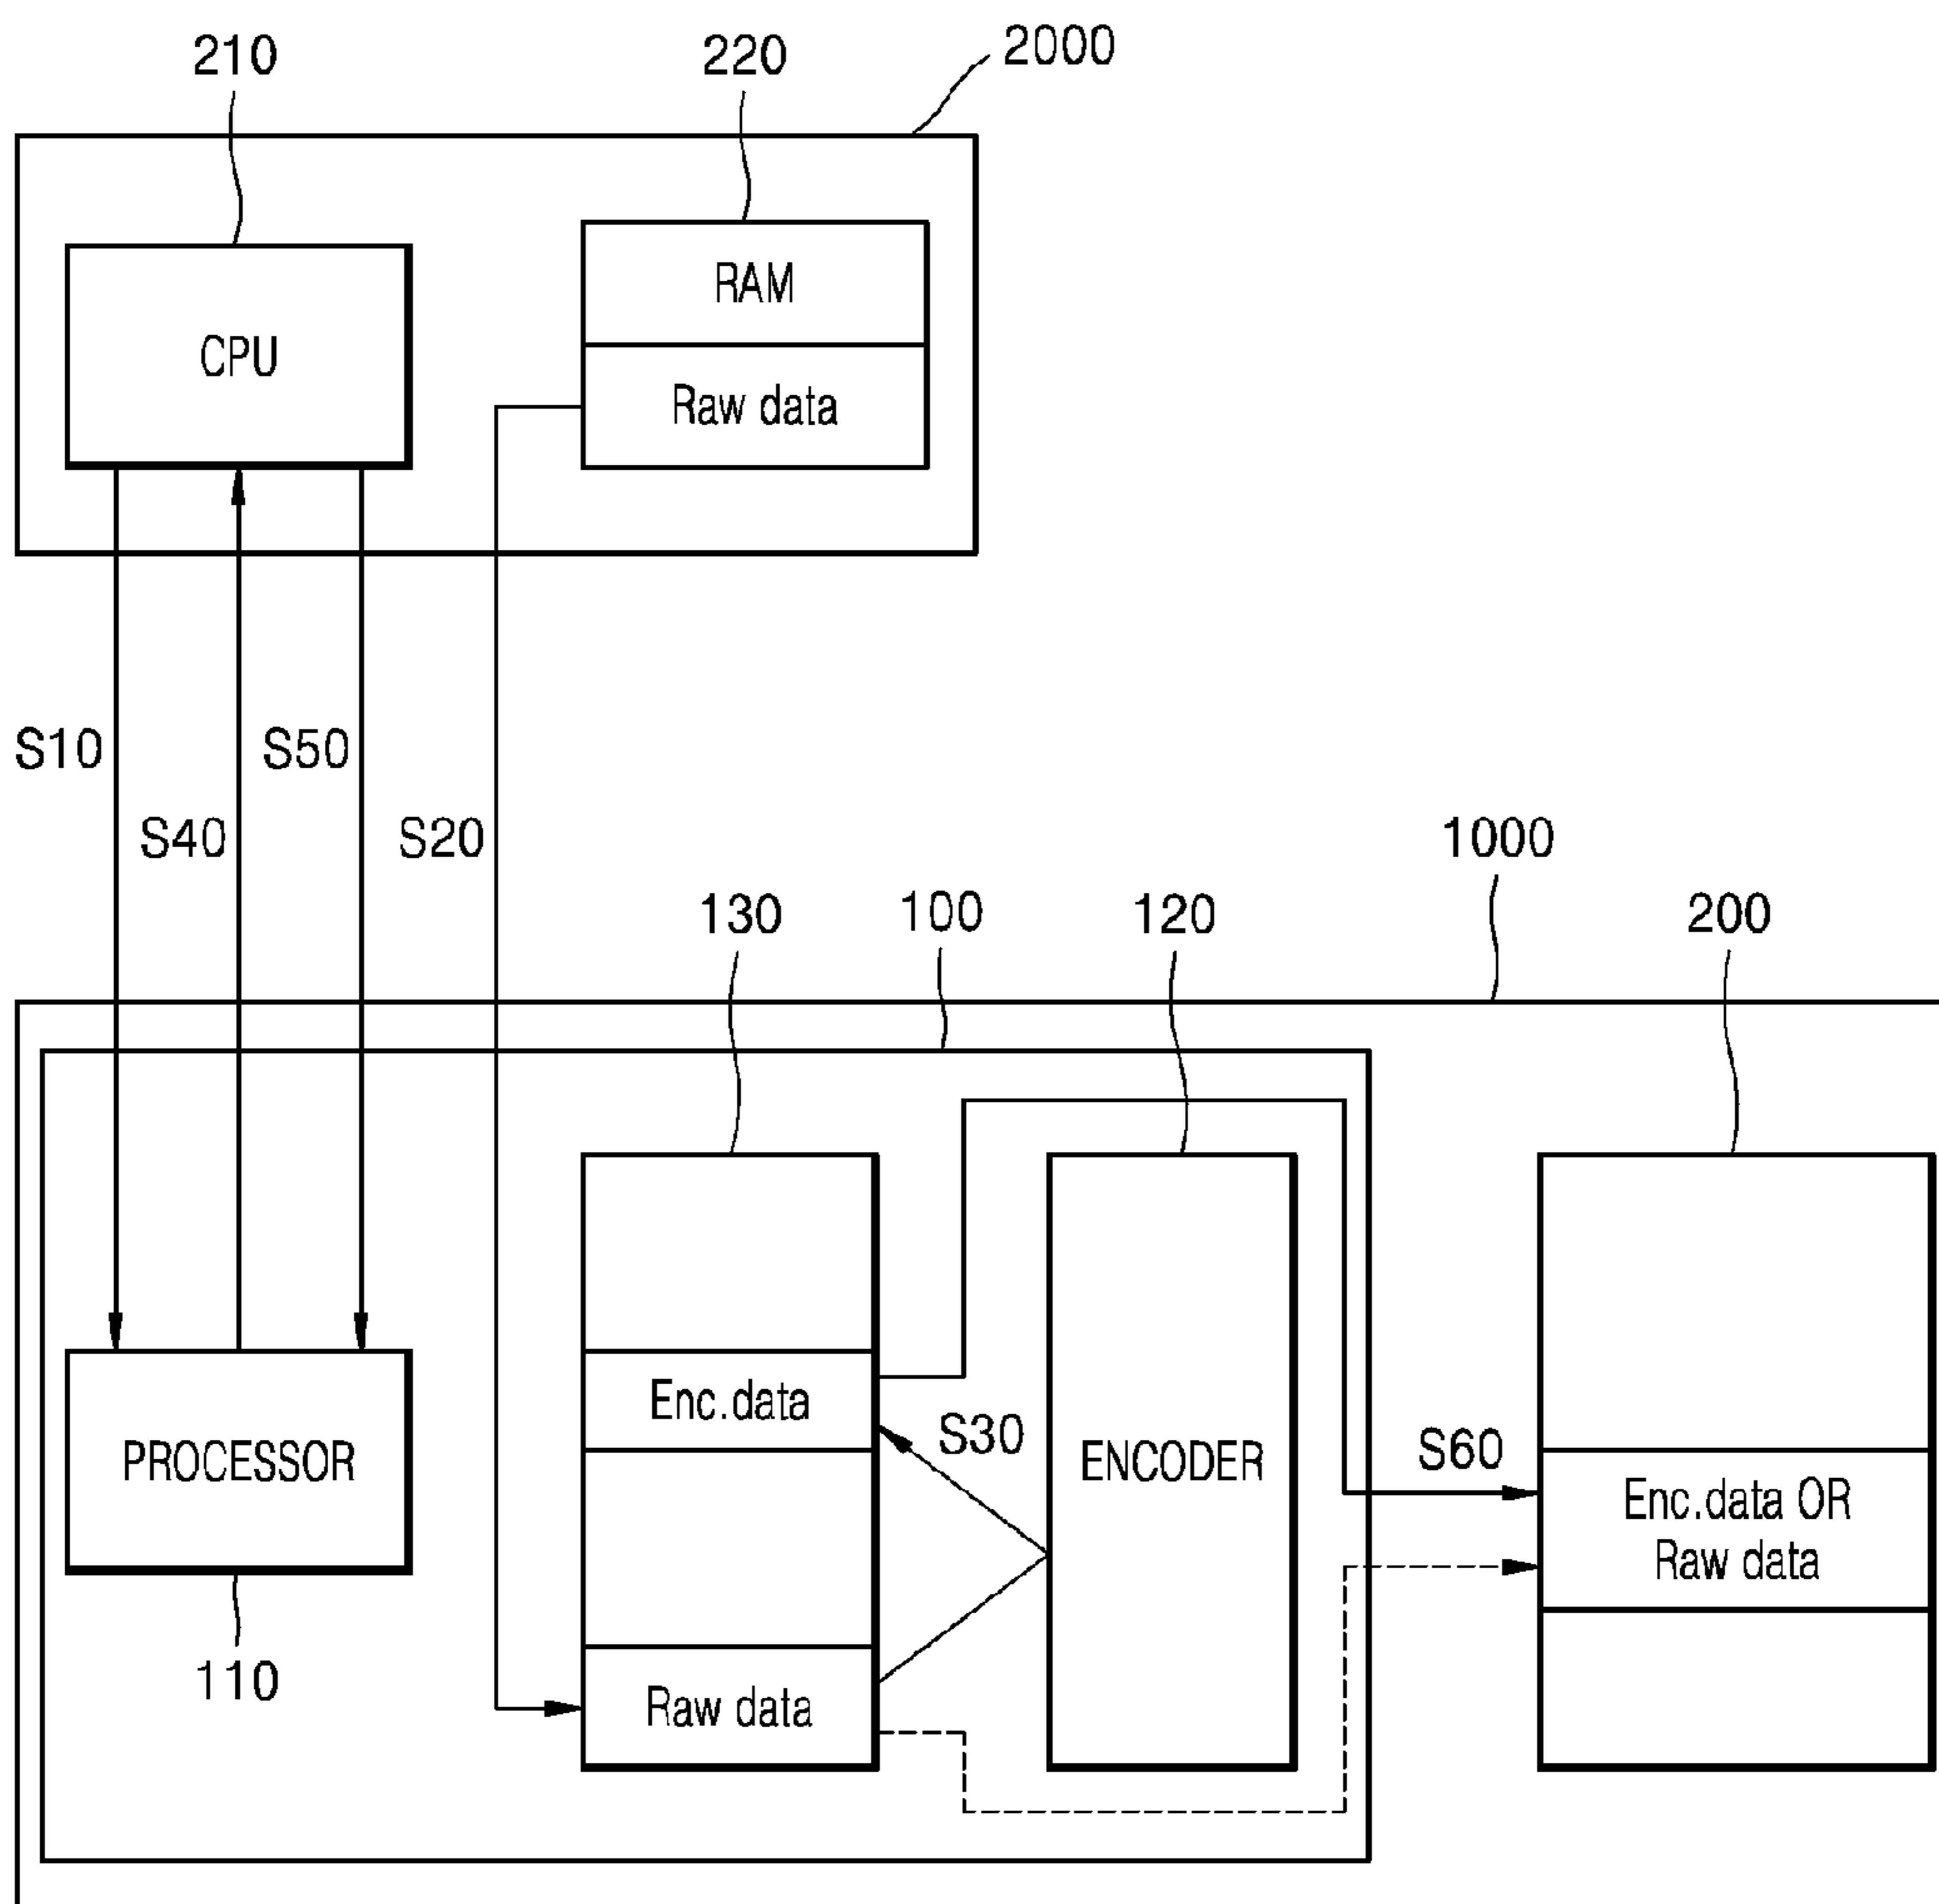 210
220
2000
CPU
RAM
Raw data
S10
S40
S50
S20
1000
130
100
120
200
PROCESSOR
110
Enc.data
Raw data
S30
ENCODER
S60
Enc.data OR
Raw data